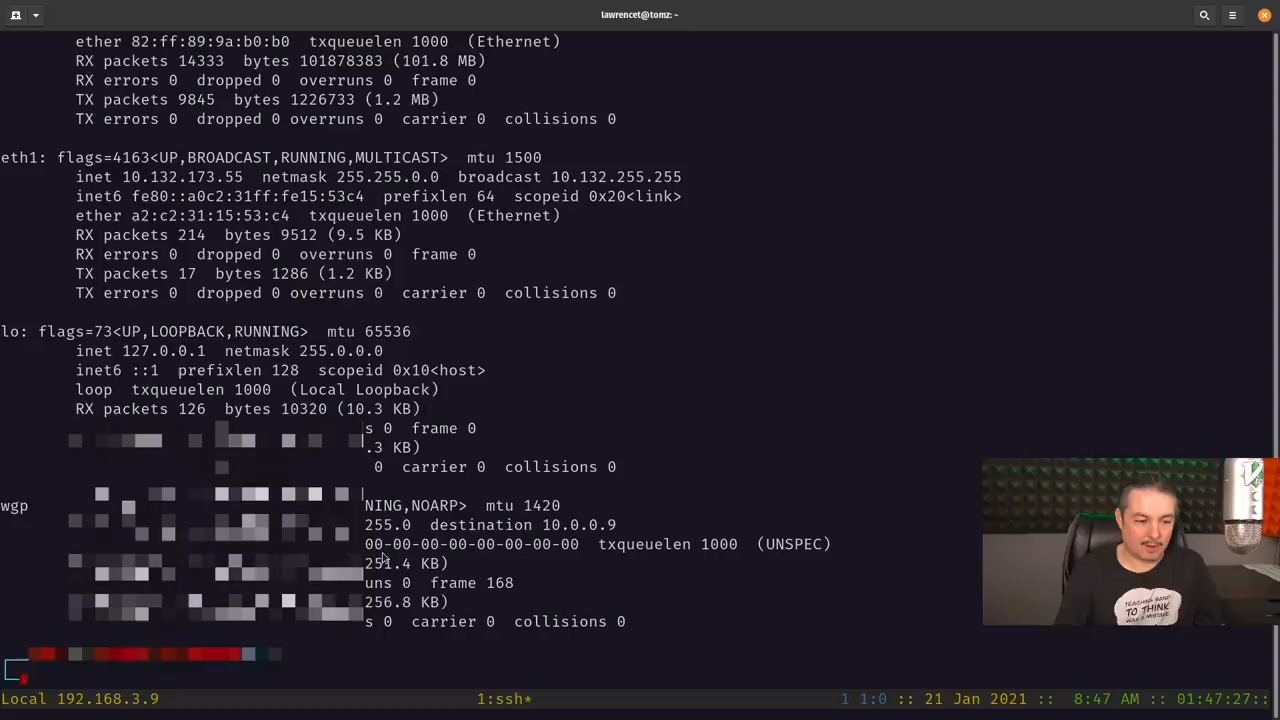 lawrencet@tomz: ~
ether 82:ff:89:9a:b0:b0 txqueuelen 1000 (Ethernet)
RX packets 14333 bytes 101878383 (101.8 MB)
RX errors 0 dropped 0 overruns 0 frame 0
TX packets 9845 bytes 1226733 (1.2 MB)
TX errors 0 dropped 0 overruns 0 carrier 0 collisions 0
eth1: flags=4163<UP,BROADCAST,RUNNING,MULTICAST> mtu 1500
inet 10.132.173.55 netmask 255.255.0.0 broadcast 10.132.255.255
inet6 fe80::a0c2:31ff:fe15:53c4 prefixlen 64 scopeid 0x20<link>
ether a2:c2:31:15:53:c4 txqueuelen 1000 (Ethernet)
RX packets 214 bytes 9512 (9.5 KB)
RX errors 0 dropped 0 overruns 0 frame 0
TX packets 17 bytes 1286 (1.2 KB)
TX errors 0 dropped 0 overruns 0 carrier 0 collisions 0
lo: flags=73<UP,LOOPBACK,RUNNING> mtu 65536
inet 127.0.0.1 netmask 255.0.0.0
inet6 ::1 prefixlen 128 scopeid 0x10<host>
loop txqueuelen 1000 (Local Loopback)
RX packets 126 bytes 10320 (10.3 KB)
s 0 frame 0
.3 KB)
0 carrier 0 collisions 0
wgp NING,NOARP> mtu 1420
255.0 destination 10.0.0.9
00-00-00-00-00-00-00-00 txqueuelen 1000 (UNSPEC)
251.4 KB)
uns 0 frame 168
256.8 KB)
s 0 carrier 0 collisions 0
TO THINK
Local 192.168.3.9 1:ssh* 1 1:0 :: 21 Jan 2021 :: 8:47 AM :: 01:47:27::